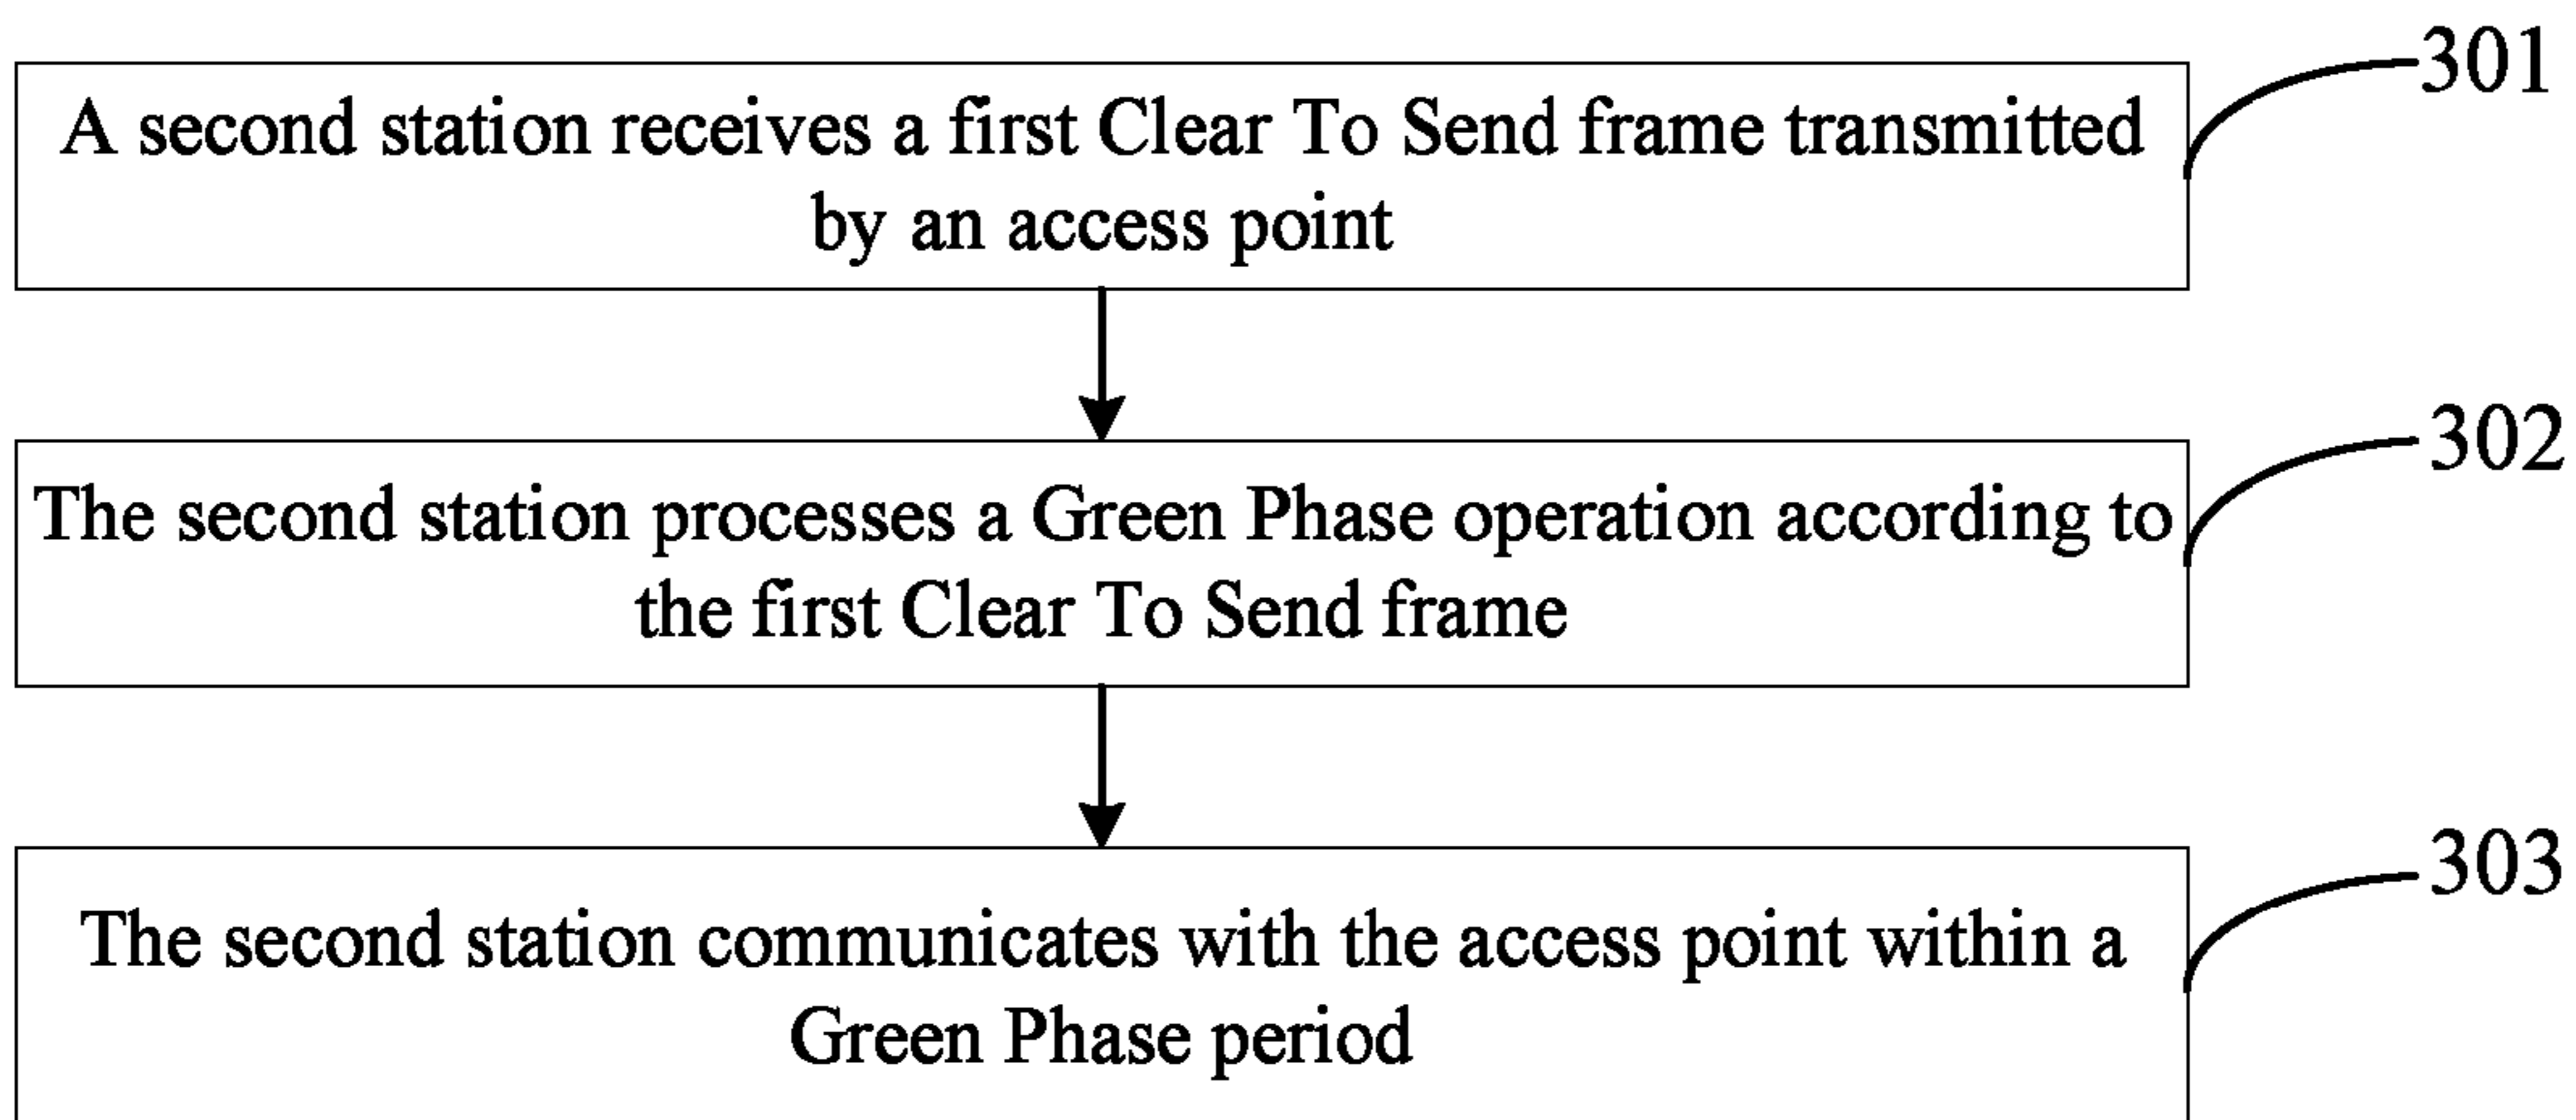 301
A second station receives a first Clear To Send frame transmitted
by an access point
302
The second station processes a Green Phase operation according to
the first Clear To Send frame
303
The second station communicates with the access point within a
Green Phase period